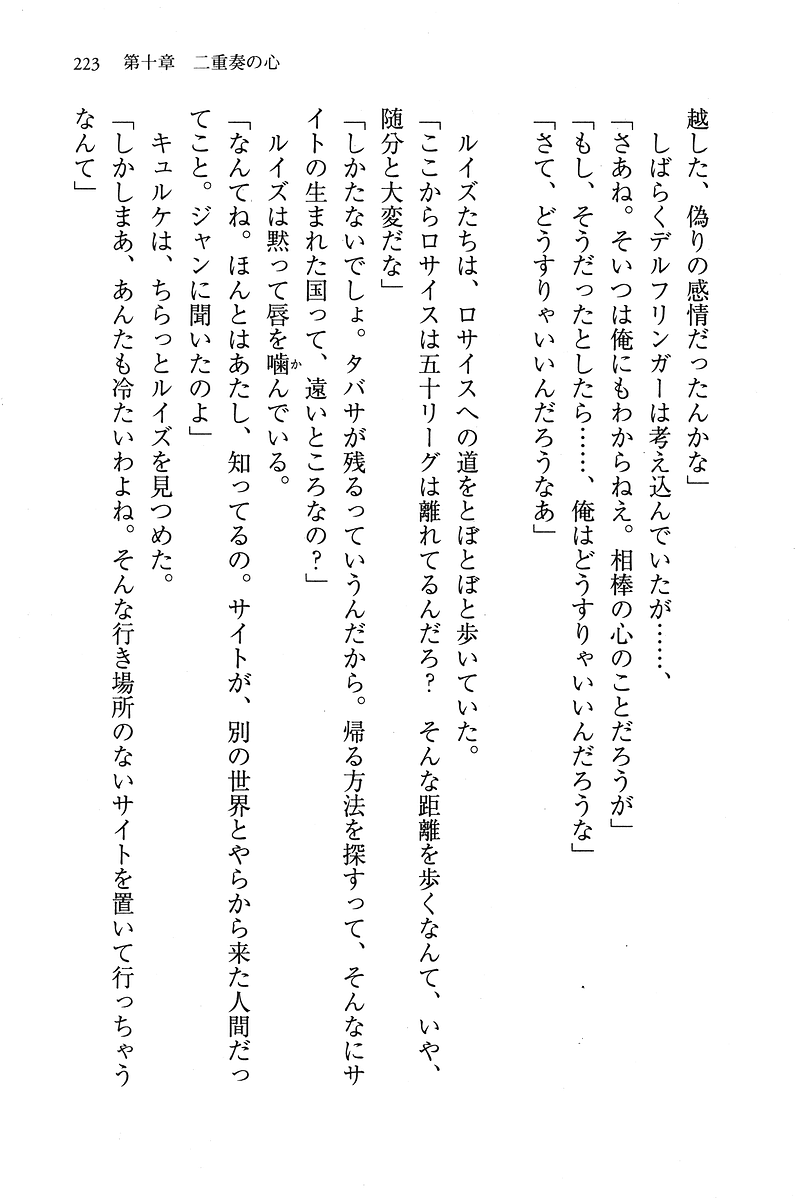 223 第十章 二重奏の心
越した、偽りの感情だったんかな」
しばらくデルフリンガーは考え込んでいたが……、
「さあね。そいつは俺にもわからねえ。相棒の心のことだろうが」
「もし、そうだったとしたら……、俺はどうすりゃいいんだろうな」
「さて、どうすりゃいいんだろうなあ」
ルイズたちは、ロサイスへの道をとぼとぼと歩いていた。
「ここからロサイスは五十リーグは離れてるんだろ？ そんな距離を歩くなんて、いや、
随分と大変だな」
「しかたないでしょ。タバサが残るっていうんだから。帰る方法を探すって、そんなにサ
イトの生まれた国って、遠いところなの？」
ルイズは黙って唇を噛かんでいる。
「なんてね。ほんとはあたし、知ってるの。サイトが、別の世界とやらから来た人間だっ
てこと。ジャンに聞いたのよ」
キュルケは、ちらっとルイズを見つめた。
「しかしまあ、あんたも冷たいわよね。そんな行き場所のないサイトを置いて行っちゃう
なんて」